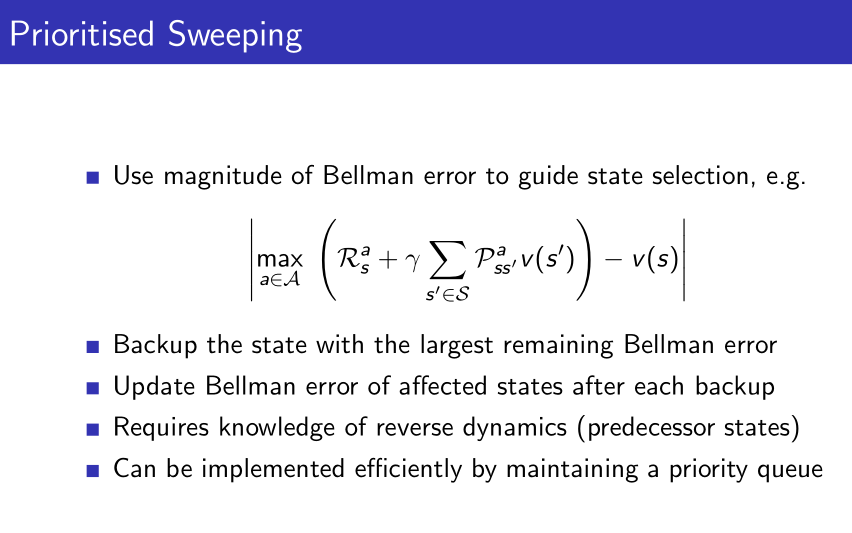 Prioritised Sweeping
Use magnitude of Bellman error to guide state selection, e.g.
$$\left| \max_{a \in \mathcal{A}} \left( \mathcal{R}_s^a + \gamma \sum_{s' \in \mathcal{S}} \mathcal{P}_{ss'}^a v(s') \right) - v(s) \right|$$
Backup the state with the largest remaining Bellman error
Update Bellman error of affected states after each backup
Requires knowledge of reverse dynamics (predecessor states)
Can be implemented efficiently by maintaining a priority queue